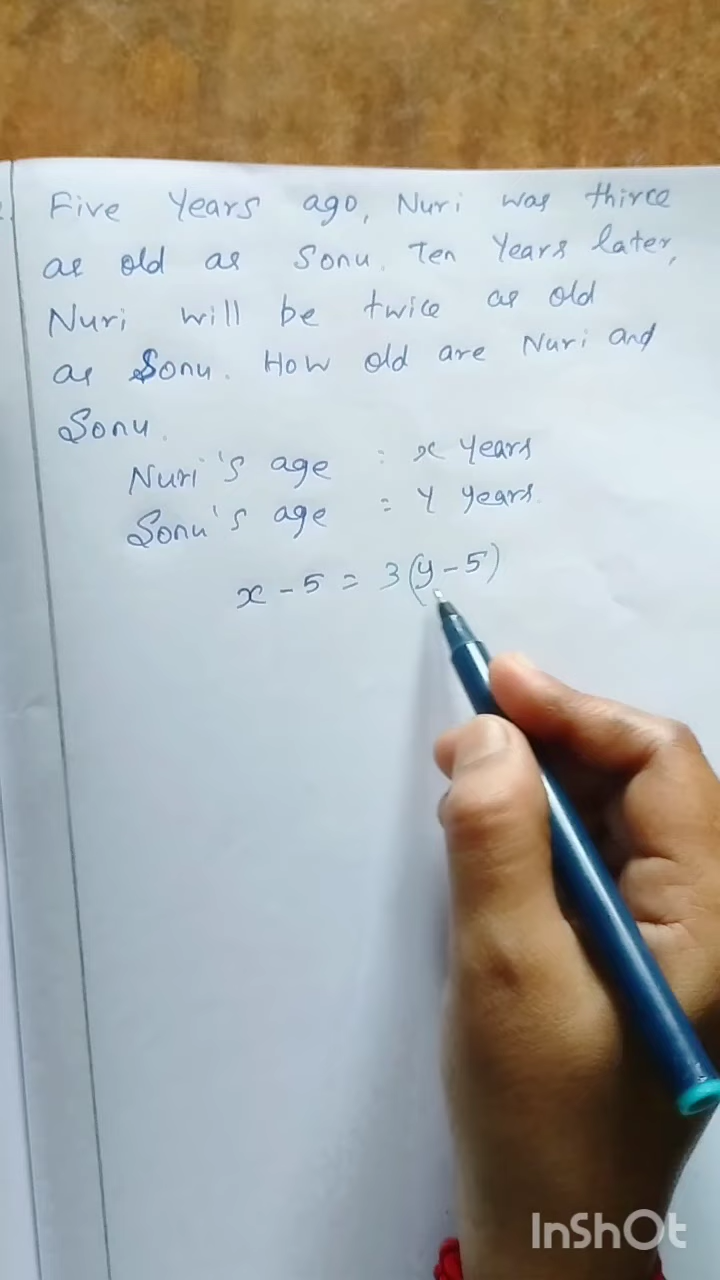 Five Years ago, Nuri was thirce
as old as Sonu. Ten Years later,
Nuri will be twice as old
as Sonu. How old are Nuri and
Sonu.
Nuri's age : x years
Sonu's age = y years.
x - 5 = 3(y - 5)
InShOt